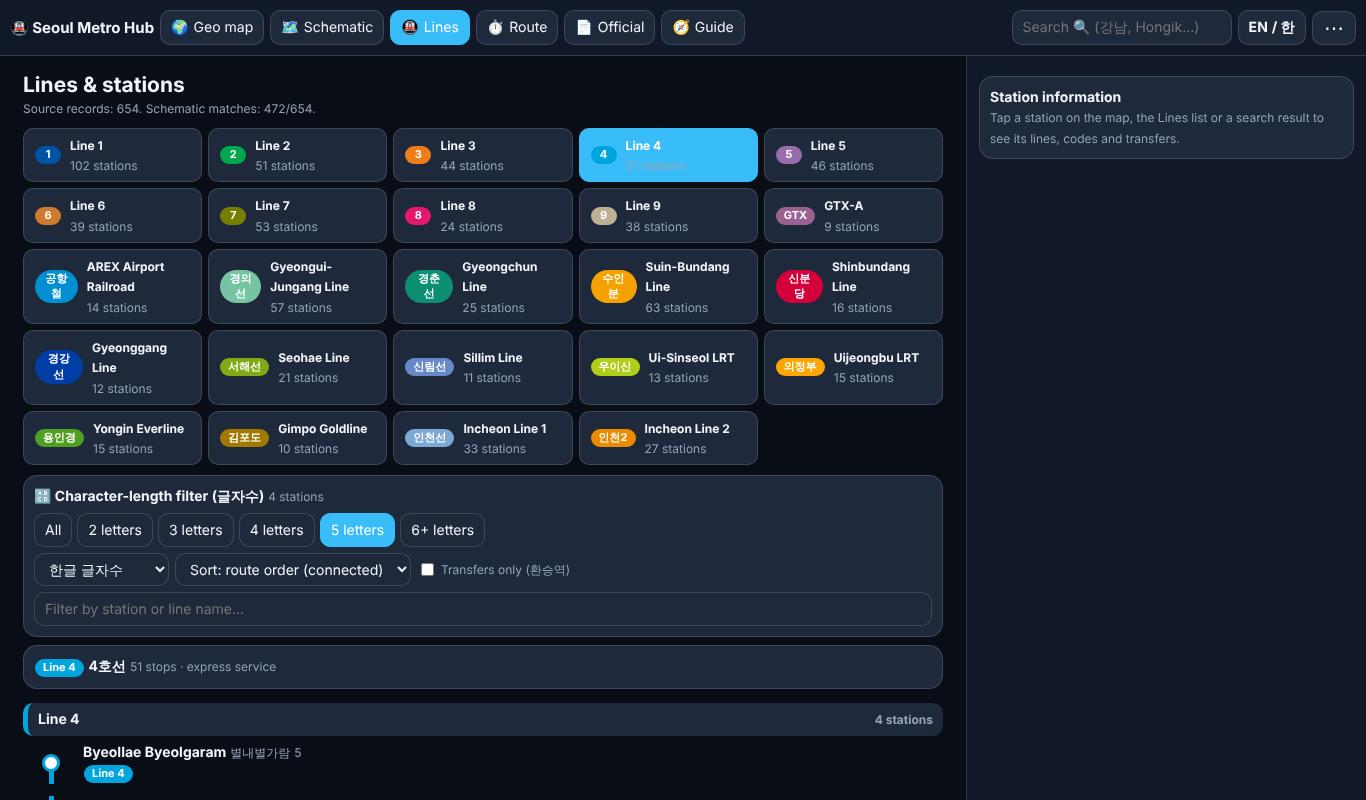 Seoul Metro Hub
Geo map
Schematic
Lines
Route
Official
Guide
Search 🔍 (강남, Hongik...)
EN / 한
...
Lines & stations
Source records: 654. Schematic matches: 472/654.
1 Line 1
102 stations
2 Line 2
51 stations
3 Line 3
44 stations
4 Line 4
5 Line 5
46 stations
6 Line 6
39 stations
7 Line 7
53 stations
8 Line 8
24 stations
9 Line 9
38 stations
GTX GTX-A
9 stations
공항철 AREX Airport Railroad
14 stations
경의선 Gyeongui-Jungang Line
57 stations
경춘선 Gyeongchun Line
25 stations
수인분 Suin-Bundang Line
63 stations
신분당 Shinbundang Line
16 stations
경강선 Gyeonggang Line
12 stations
서해선 Seohae Line
21 stations
신림선 Sillim Line
11 stations
우이신 Ui-Sinseol LRT
13 stations
의정부 Uijeongbu LRT
15 stations
용인경 Yongin Everline
15 stations
김포도 Gimpo Goldline
10 stations
인천선 Incheon Line 1
33 stations
인천2 Incheon Line 2
27 stations
Character-length filter (글자수) 4 stations
All
2 letters
3 letters
4 letters
5 letters
6+ letters
한글 글자수
Sort: route order (connected)
Transfers only (환승역)
Filter by station or line name...
Line 4 4호선 51 stops · express service
Line 4
4 stations
Byeollae Byeolgaram 별내별가람 5
Line 4
Station information
Tap a station on the map, the Lines list or a search result to
see its lines, codes and transfers.